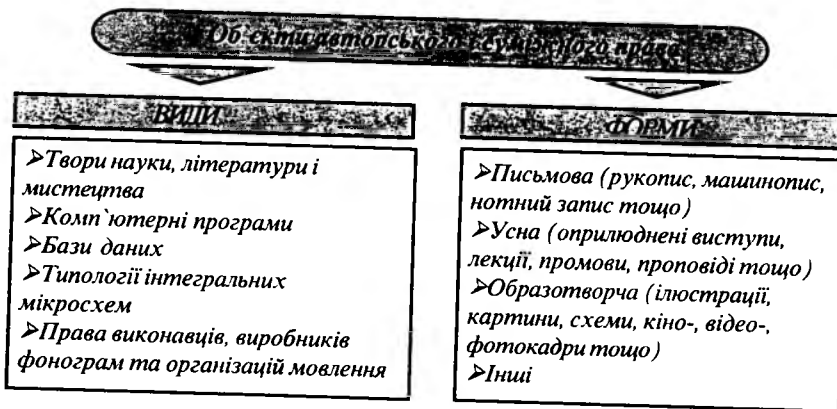 Об`єкти авторського і суміжного права
ВИДИ
➢Твори науки, літератури і
мистецтва
➢Комп`ютерні програми
➢Бази даних
➢Типології інтегральних
мікросхем
➢Права виконавців, виробників
фонограм та організацій мовлення
ФОРМИ
➢Письмова (рукопис, машинопис,
нотний запис тощо)
➢Усна (оприлюднені виступи,
лекції, промови, проповіді тощо)
➢Образотворча (ілюстрації,
картини, схеми, кіно-, відео-,
фотокадри тощо)
➢Інші